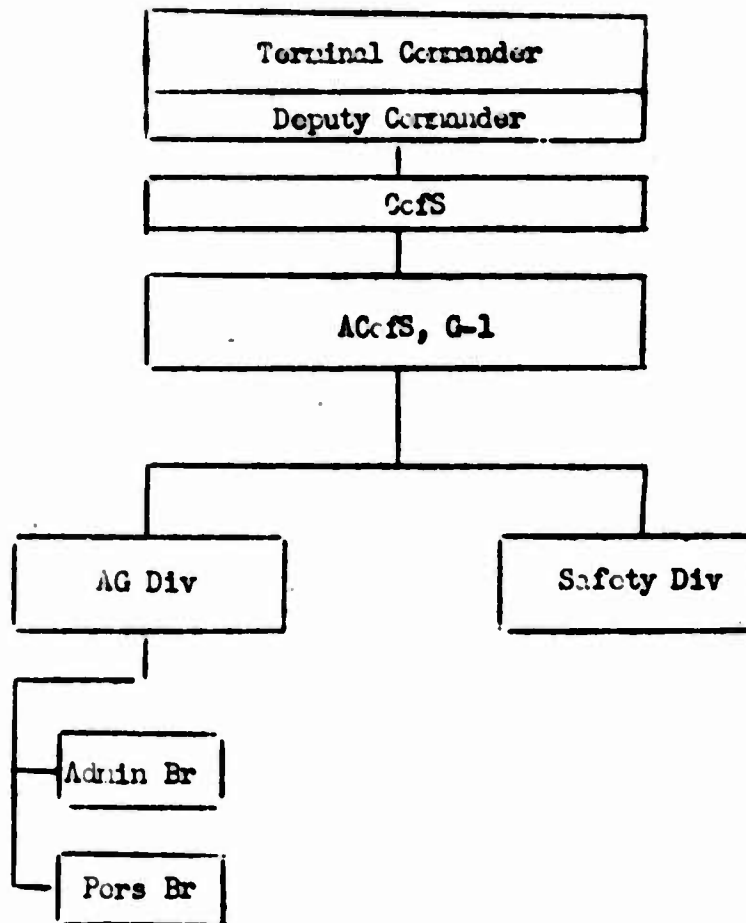 Terminal Commander
Deputy Commander
CofS
ACofS, G-1
AG Div
Safety Div
Admin Br
Pers Br